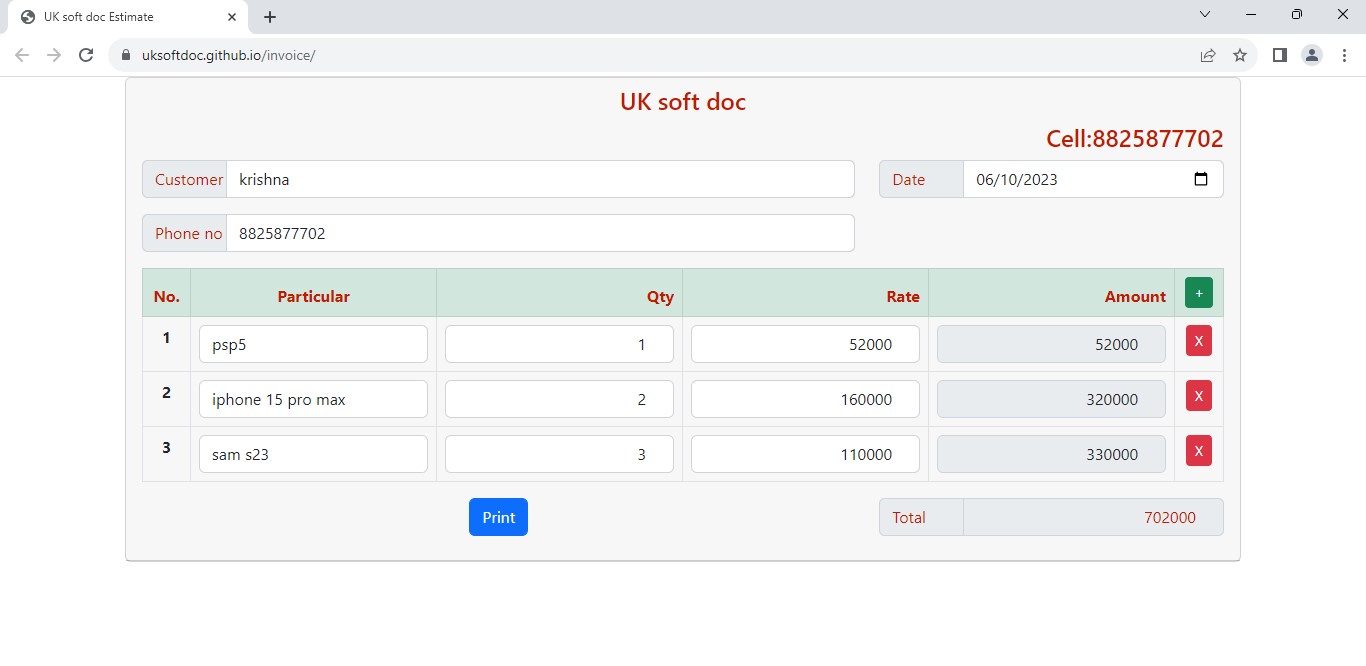 UK soft doc Estimate
uksoftdoc.github.io/invoice/
UK soft doc
Cell:8825877702
Customer krishna Date 06/10/2023
Phone no 8825877702
No. Particular Qty Rate Amount +
1 psp5 1 52000 52000 X
2 iphone 15 pro max 2 160000 320000 X
3 sam s23 3 110000 330000 X
Print Total 702000